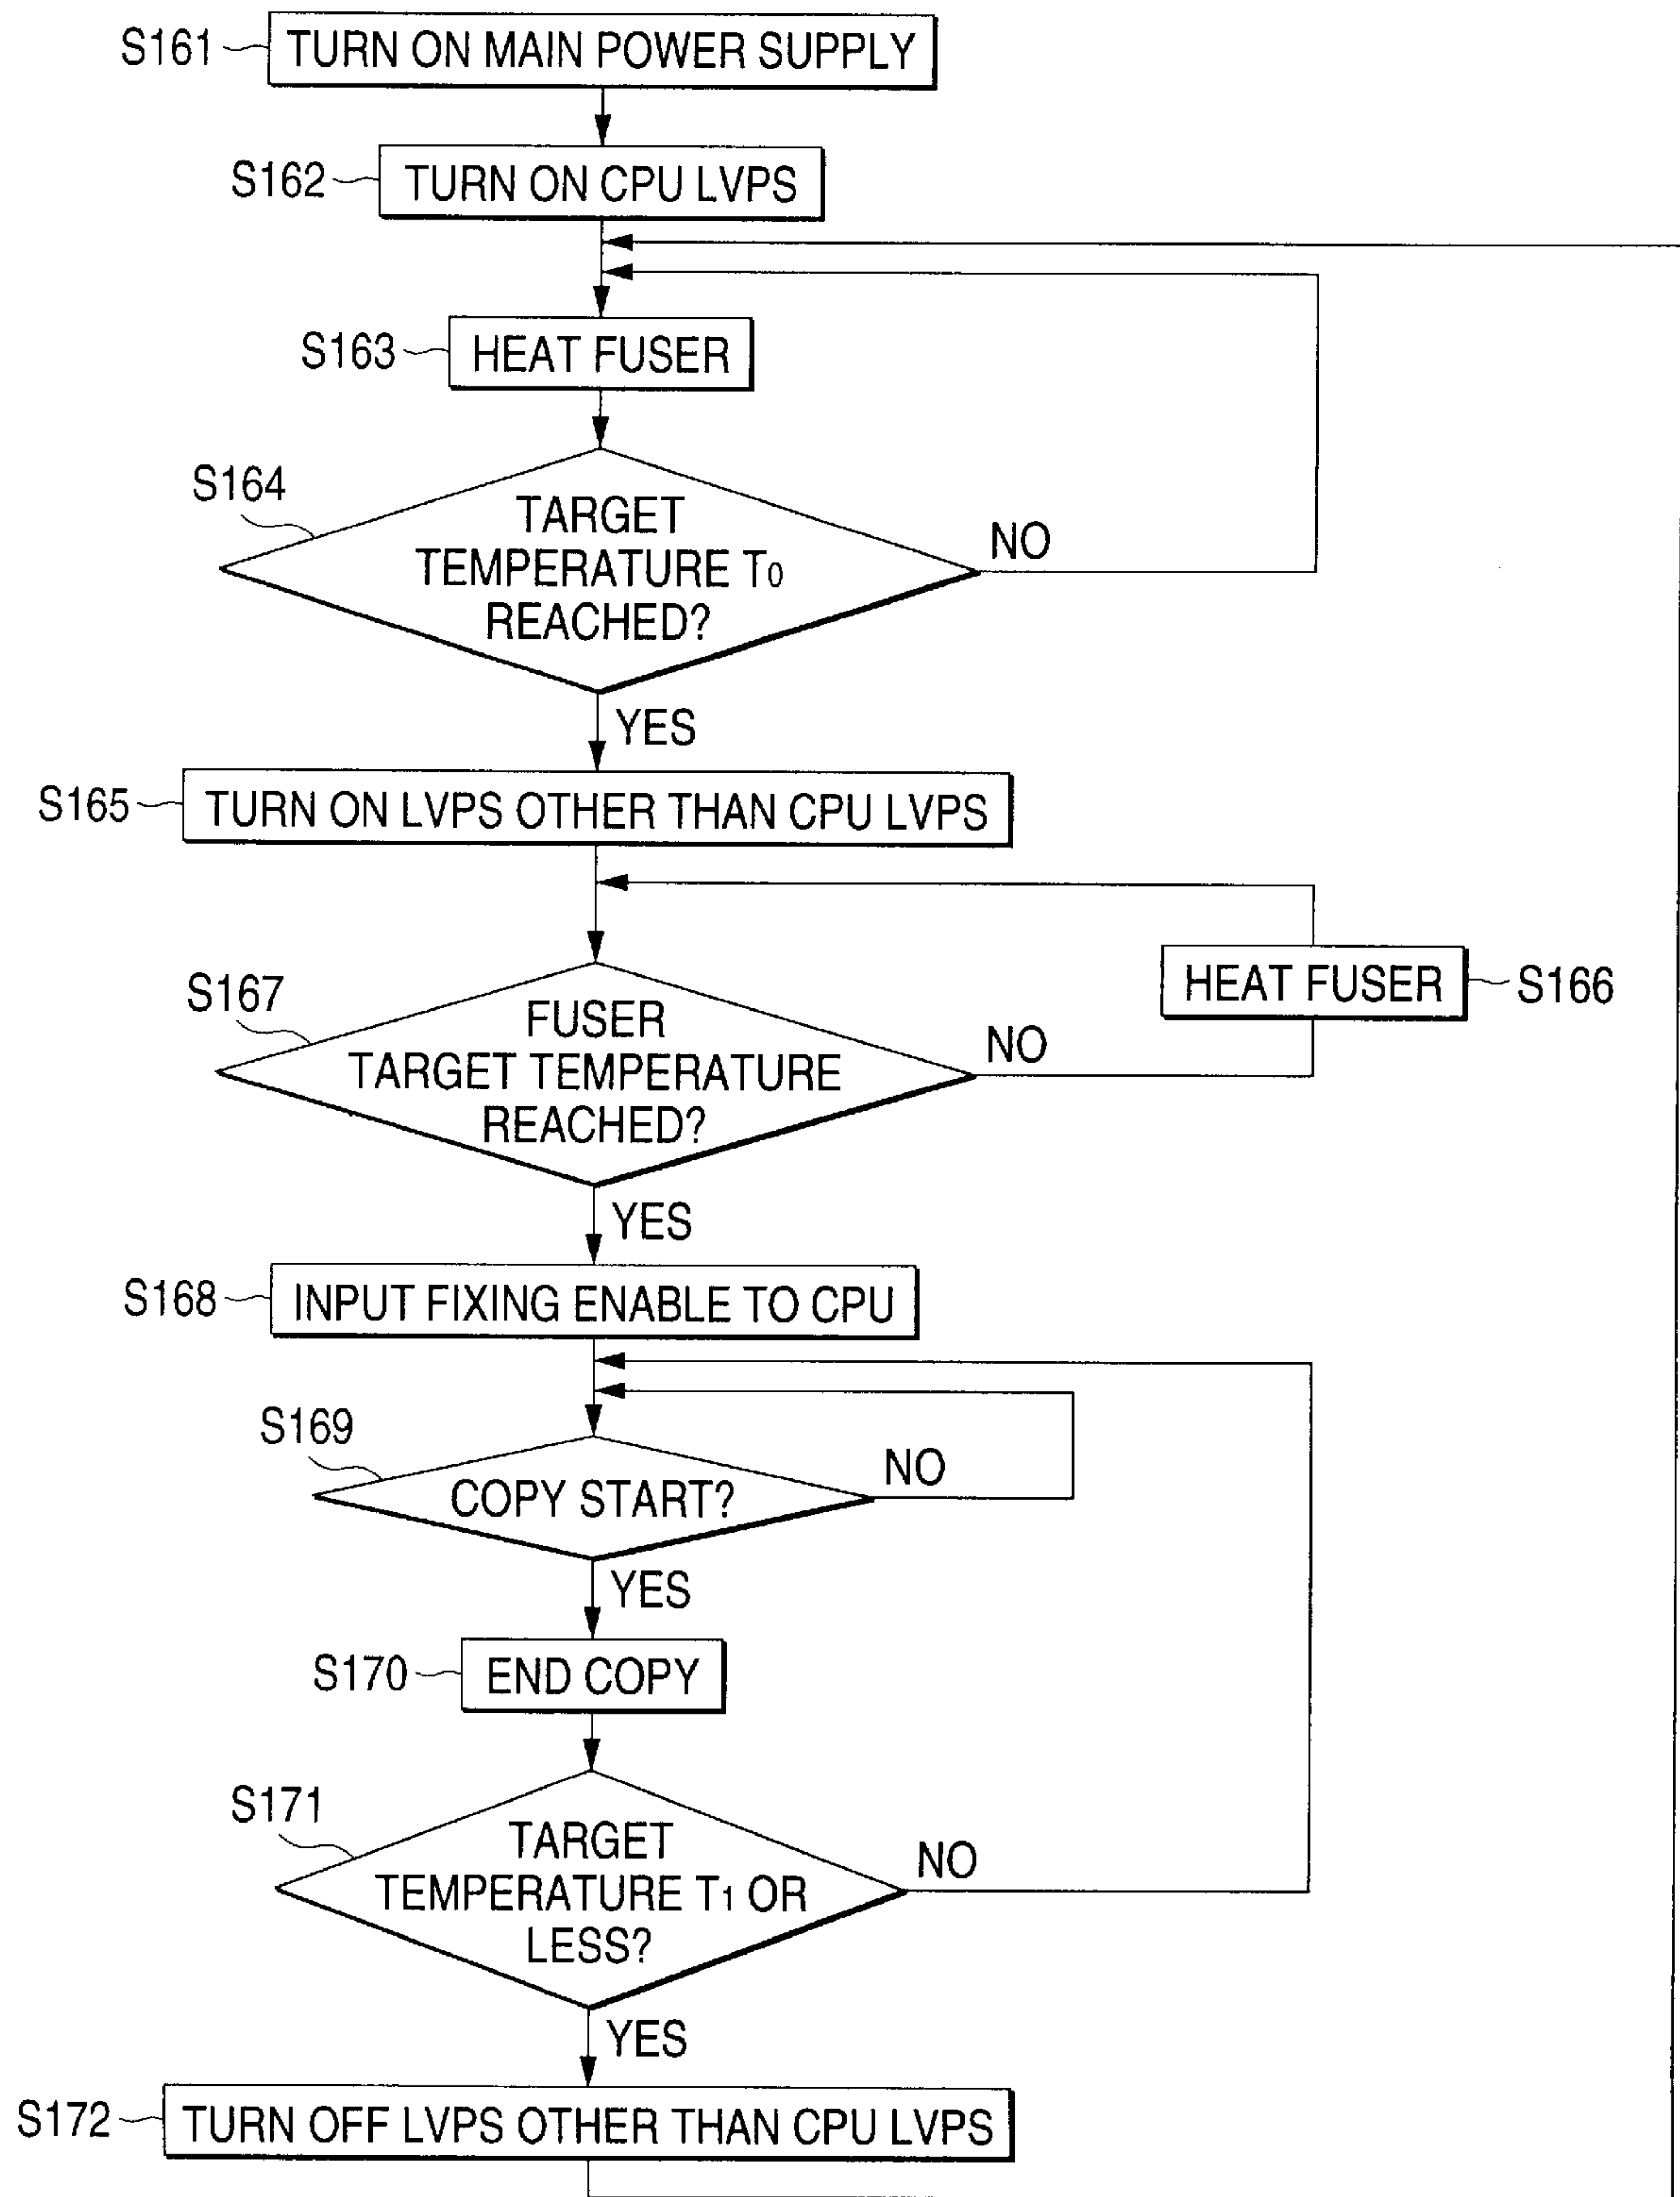 S161
TURN ON MAIN POWER SUPPLY
S162
TURN ON CPU LVPS
S163
HEAT FUSER
S164
TARGET
TEMPERATURE T0
REACHED?
NO
YES
S165
TURN ON LVPS OTHER THAN CPU LVPS
HEAT FUSER
S166
S167
FUSER
TARGET TEMPERATURE
REACHED?
NO
YES
S168
INPUT FIXING ENABLE TO CPU
S169
COPY START?
NO
YES
S170
END COPY
S171
TARGET
TEMPERATURE T1 OR
LESS?
NO
YES
S172
TURN OFF LVPS OTHER THAN CPU LVPS